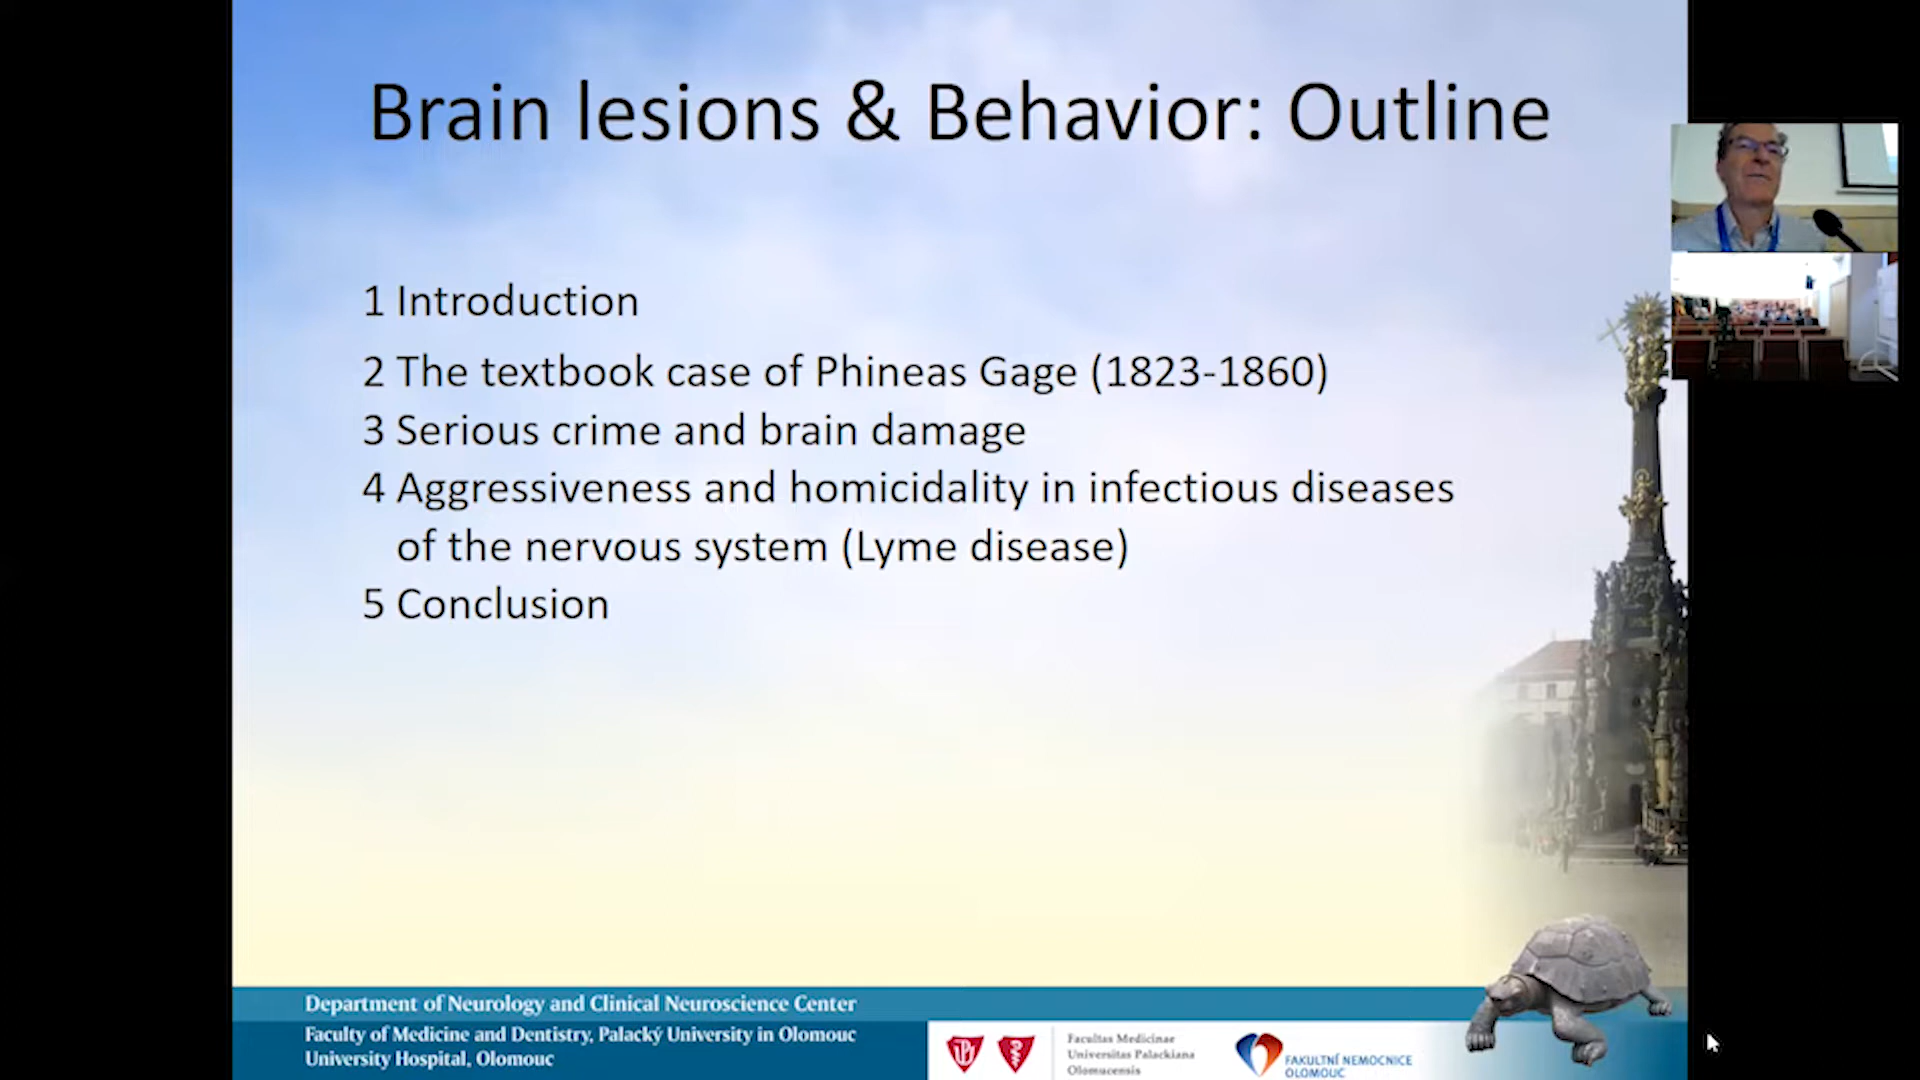 Brain lesions & Behavior: Outline
1 Introduction
2 The textbook case of Phineas Gage (1823-1860)
3 Serious crime and brain damage
4 Aggressiveness and homicidality in infectious diseases
of the nervous system (Lyme disease)
5 Conclusion
Department of Neurology and Clinical Neuroscience Center
Faculty of Medicine and Dentistry, Palacký University in Olomouc
University Hospital, Olomouc
Facultas Medicinae
Universitas Palackiana
Olomucensis
FAKULTNÍ NEMOCNICE
OLOMOUC